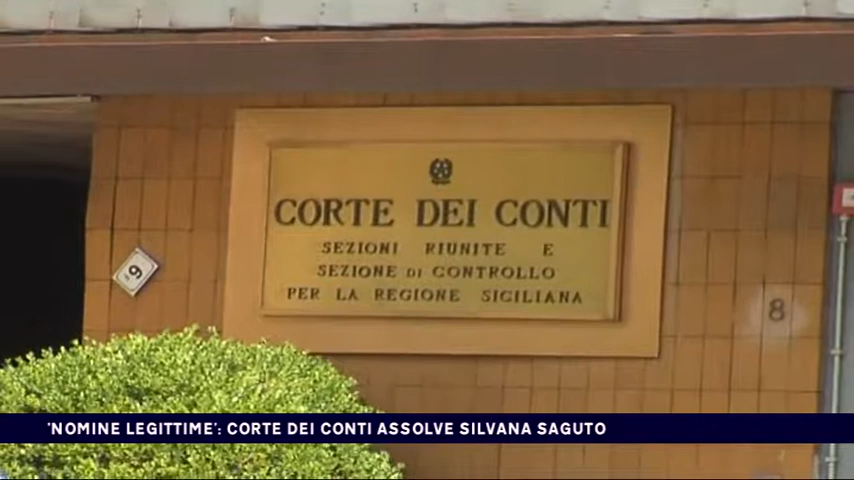 CORTE DEI CONTI
SEZIONI RIUNITE E
SEZIONE DI CONTROLLO
PER LA REGIONE SICILIANA
9
8
'NOMINE LEGITTIME': CORTE DEI CONTI ASSOLVE SILVANA SAGUTO